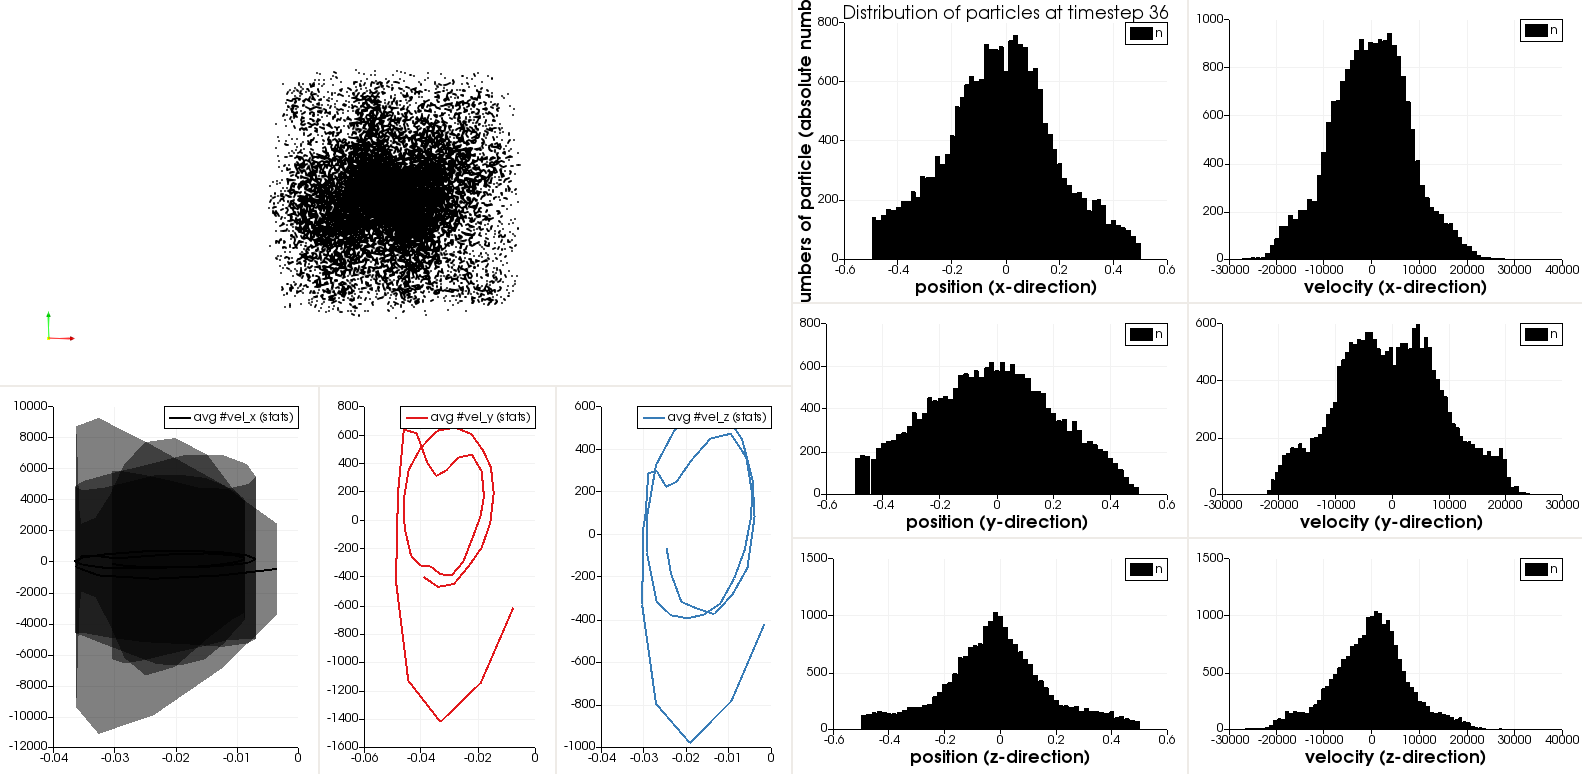 Distribution of particles at timestep 36
umbers of particle (absolute numb
800
600
400
200
0
-0.6 -0.4 -0.2 0 0.2 0.4 0.6
position (x-direction)
n
1000
800
600
400
200
0
-30000 -20000 -10000 0 10000 20000 30000 40000
velocity (x-direction)
n
800
600
400
200
0
-0.6 -0.4 -0.2 0 0.2 0.4 0.6
position (y-direction)
n
600
400
200
0
-30000 -20000 -10000 0 10000 20000 30000
velocity (y-direction)
n
10000
8000
6000
4000
2000
0
-2000
-4000
-6000
-8000
-10000
-12000
-0.04 -0.03 -0.02 -0.01 0
avg #vel_x (stats)
800
600
400
200
0
-200
-400
-600
-800
-1000
-1200
-1400
-1600
-0.06 -0.04 -0.02 0
avg #vel_y (stats)
600
400
200
0
-200
-400
-600
-800
-1000
-0.04 -0.03 -0.02 -0.01 0
avg #vel_z (stats)
1500
1000
500
0
-0.6 -0.4 -0.2 0 0.2 0.4 0.6
position (z-direction)
n
1500
1000
500
0
-30000 -20000 -10000 0 10000 20000 30000 40000
velocity (z-direction)
n